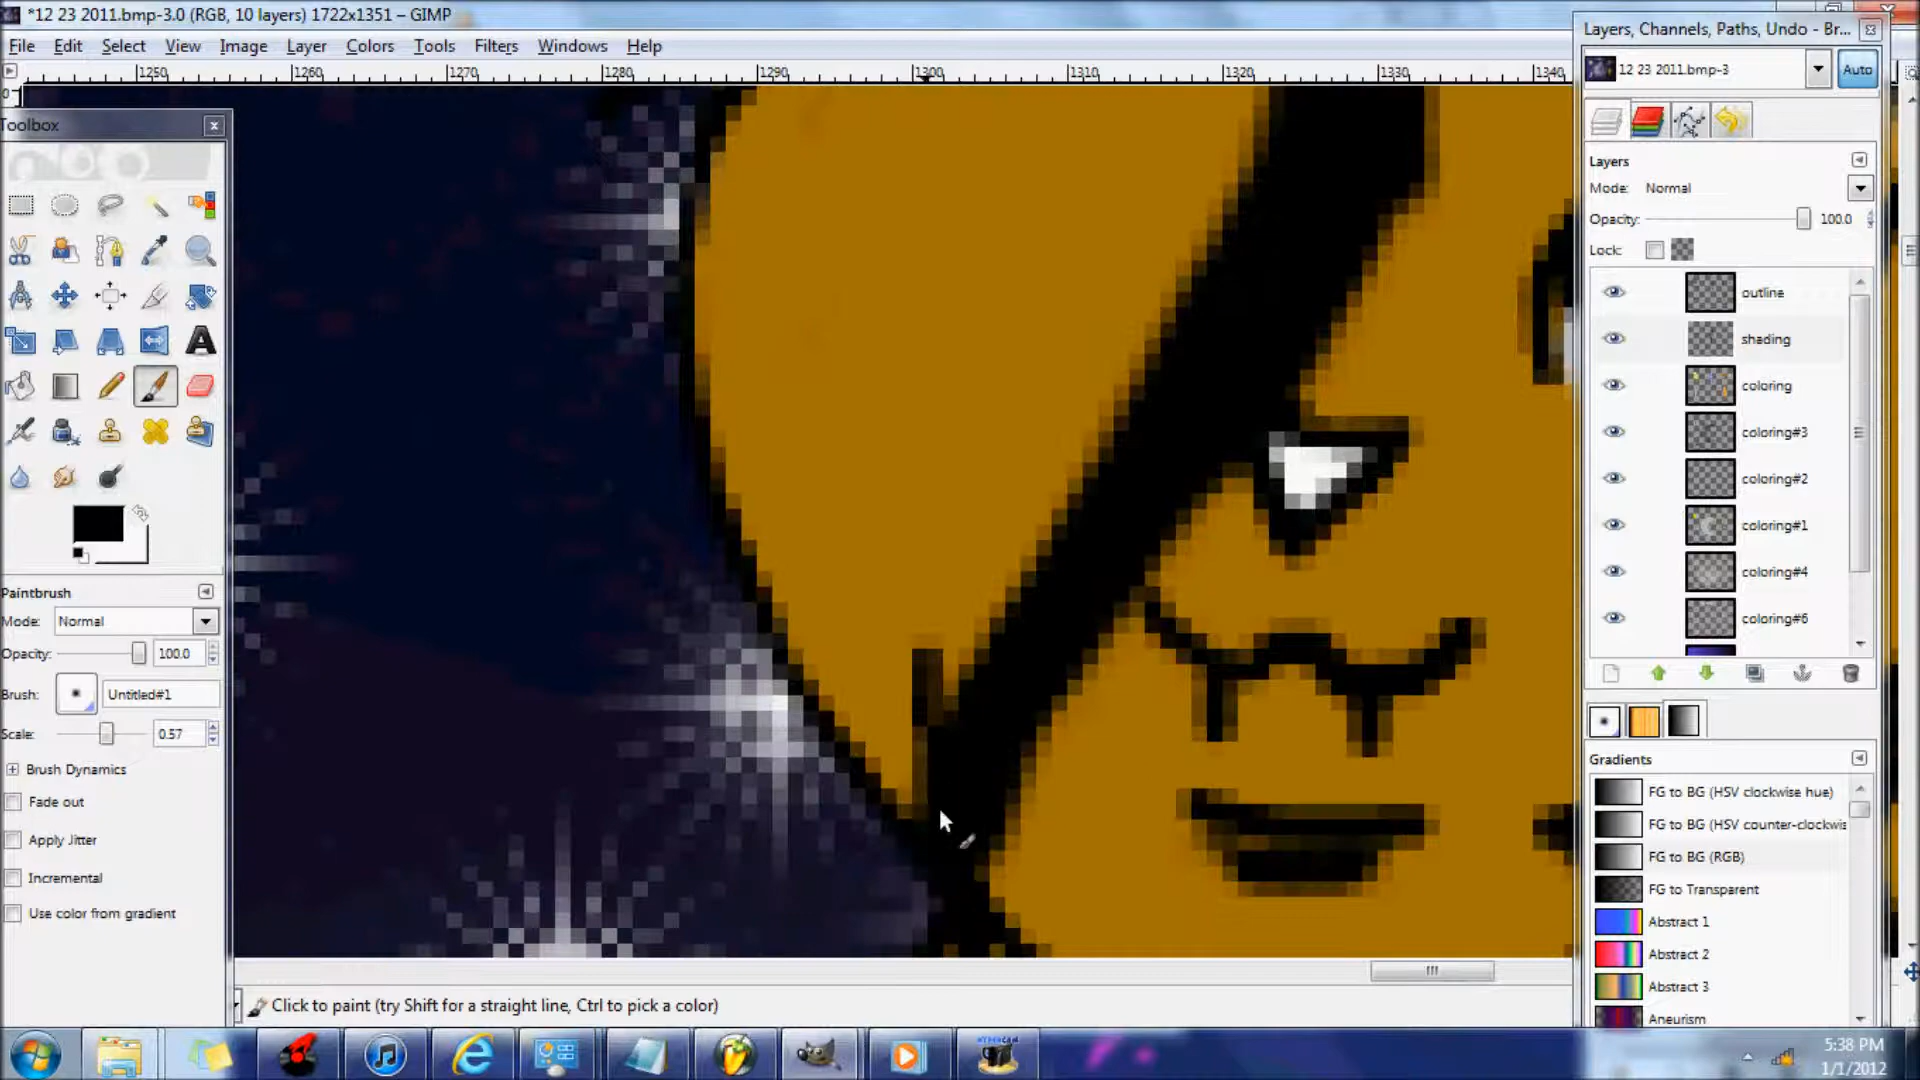 *12 23 2011.bmp-3.0 (RGB, 10 layers) 1722x1351 – GIMP
File Edit Select View Image Layer Colors Tools Filters Windows Help
1250 1260 1270 1280 1290 1300 1310 1320 1330 1340
0
Toolbox
Paintbrush
Mode: Normal
Opacity: 100.0
Brush: Untitled#1
Scale: 0.57
Brush Dynamics
Fade out
Apply Jitter
Incremental
Use color from gradient
Click to paint (try Shift for a straight line, Ctrl to pick a color)
Layers, Channels, Paths, Undo - Br...
12 23 2011.bmp-3
Auto
Layers
Mode: Normal
Opacity: 100.0
Lock:
outline
shading
coloring
coloring#3
coloring#2
coloring#1
coloring#4
coloring#6
Gradients
FG to BG (HSV clockwise hue)
FG to BG (HSV counter-clockwis
FG to BG (RGB)
FG to Transparent
Abstract 1
Abstract 2
Abstract 3
Aneurism
HYPERCAM
5:38 PM
1/1/2012